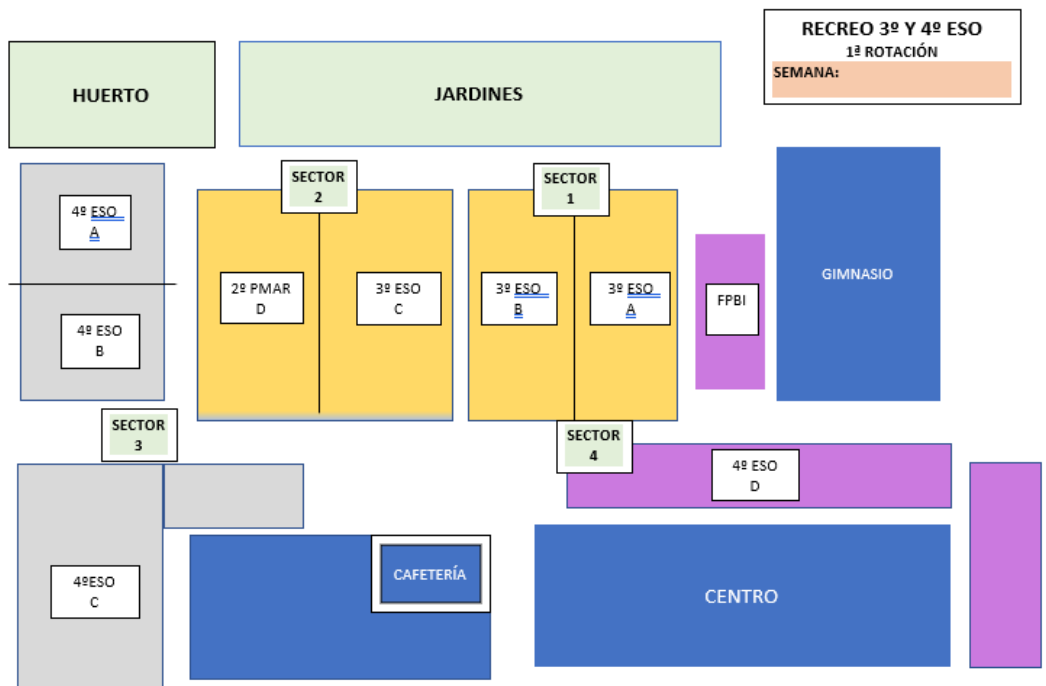 RECREO 3º Y 4º ESO
1ª ROTACIÓN
SEMANA:
HUERTO
JARDINES
SECTOR
2
SECTOR
1
4º ESO
A
2º PMAR
D
3º ESO
C
3º ESO
B
3º ESO
A
FPBI
GIMNASIO
4º ESO
B
SECTOR
3
SECTOR
4
4º ESO
D
4ºESO
C
CAFETERÍA
CENTRO